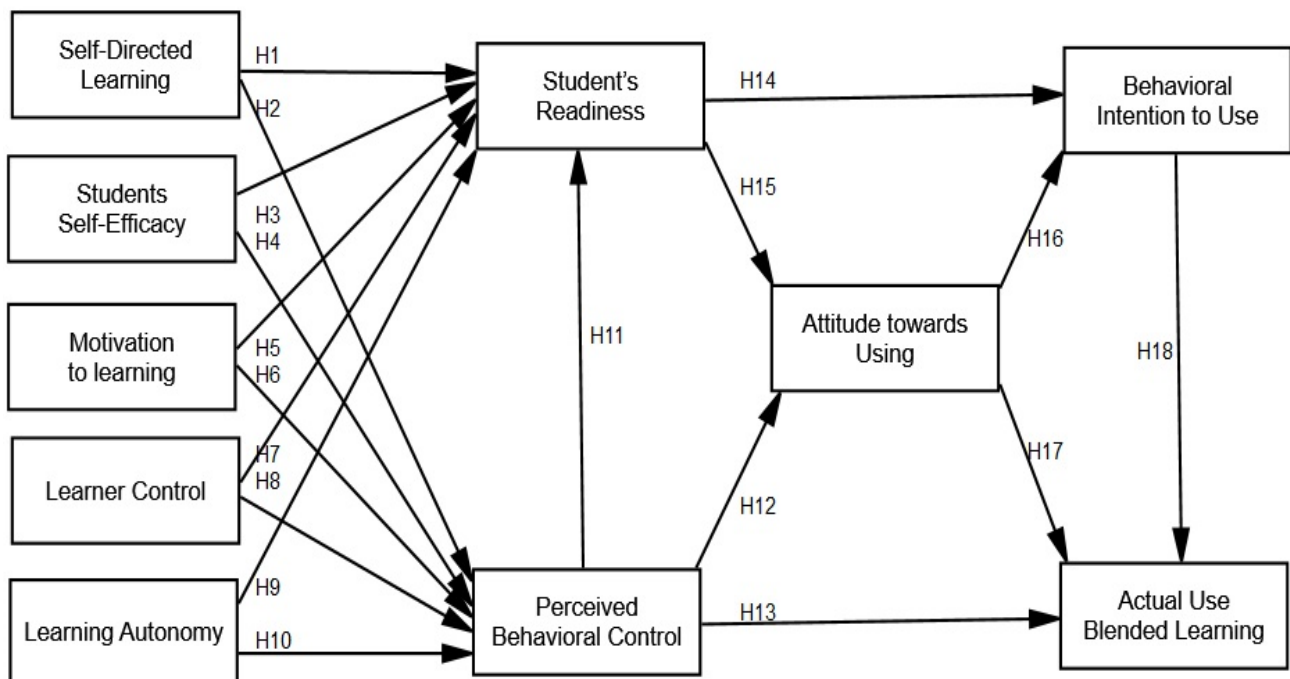 Self-Directed
Learning
Students
Self-Efficacy
Motivation
to learning
Learner Control
Learning Autonomy
H1
H2
H3
H4
H5
H6
H7
H8
H9
H10
Student's
Readiness
H11
Perceived
Behavioral Control
H14
H15
H12
H13
Attitude towards
Using
H16
H17
Behavioral
Intention to Use
H18
Actual Use
Blended Learning